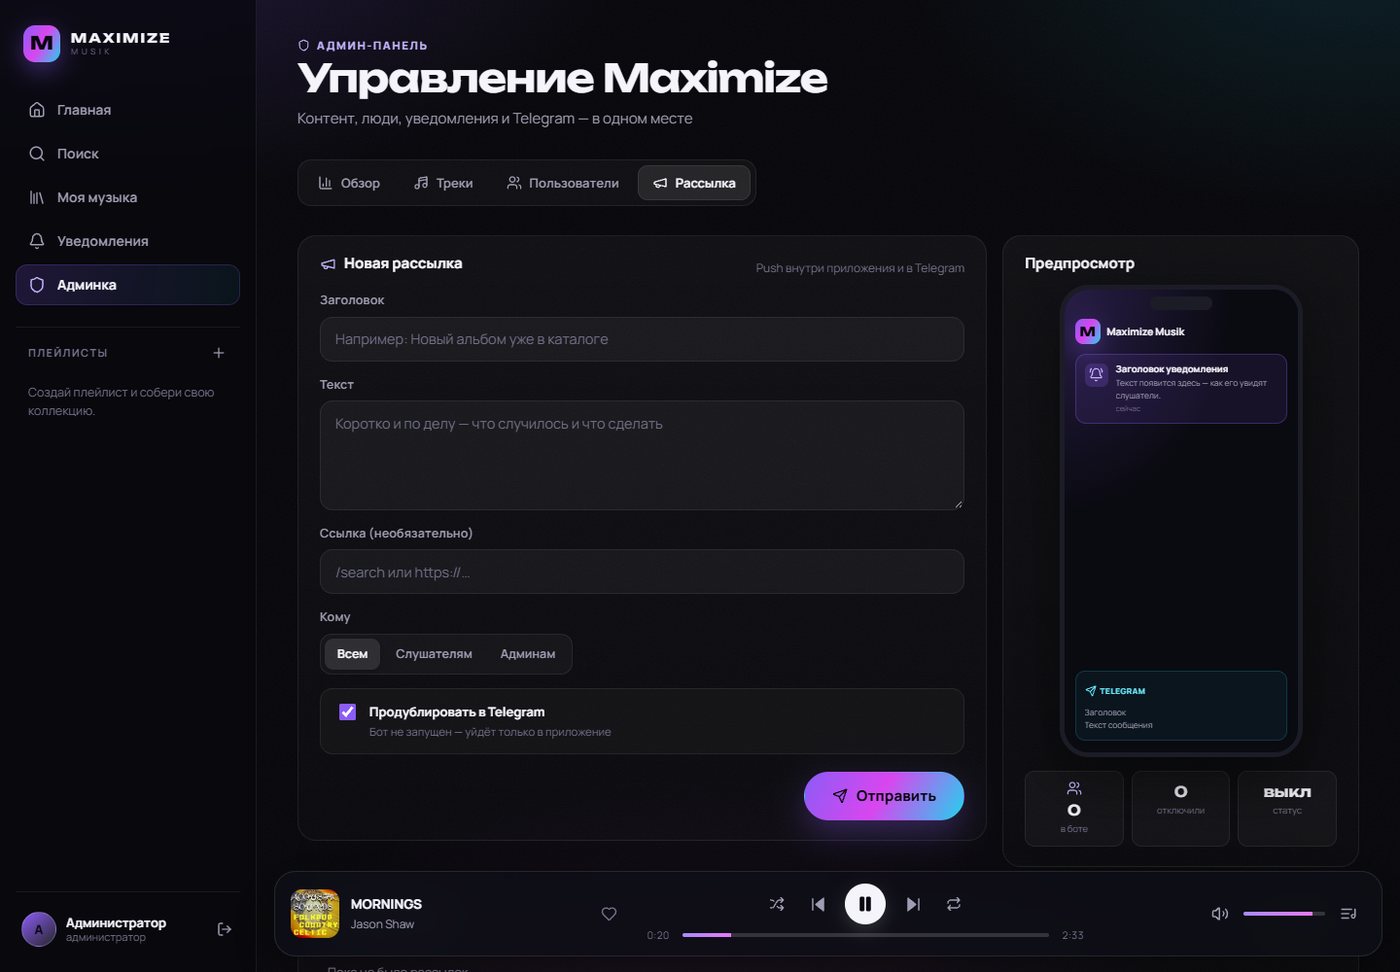 M
MAXIMIZE
MUSIK
Главная
Поиск
Моя музыка
Уведомления
Админка
ПЛЕЙЛИСТЫ
Создай плейлист и собери свою
коллекцию.
А
Администратор
администратор
АДМИН-ПАНЕЛЬ
Управление Maximize
Контент, люди, уведомления и Telegram — в одном месте
Обзор
Треки
Пользователи
Рассылка
Новая рассылка
Push внутри приложения и в Telegram
Заголовок
Например: Новый альбом уже в каталоге
Текст
Коротко и по делу — что случилось и что сделать
Ссылка (необязательно)
/search или https://...
Кому
Всем
Слушателям
Админам
Продублировать в Telegram
Бот не запущен — уйдёт только в приложение
Отправить
Предпросмотр
M
Maximize Musik
Заголовок уведомления
Текст появится здесь — как его увидят
слушатели.
сейчас
TELEGRAM
Заголовок
Текст сообщения
0
в боте
0
отключили
выкл
статус
FOLKPOP
COUNTRY
CELTIC
MORNINGS
Jason Shaw
0:20
2:33